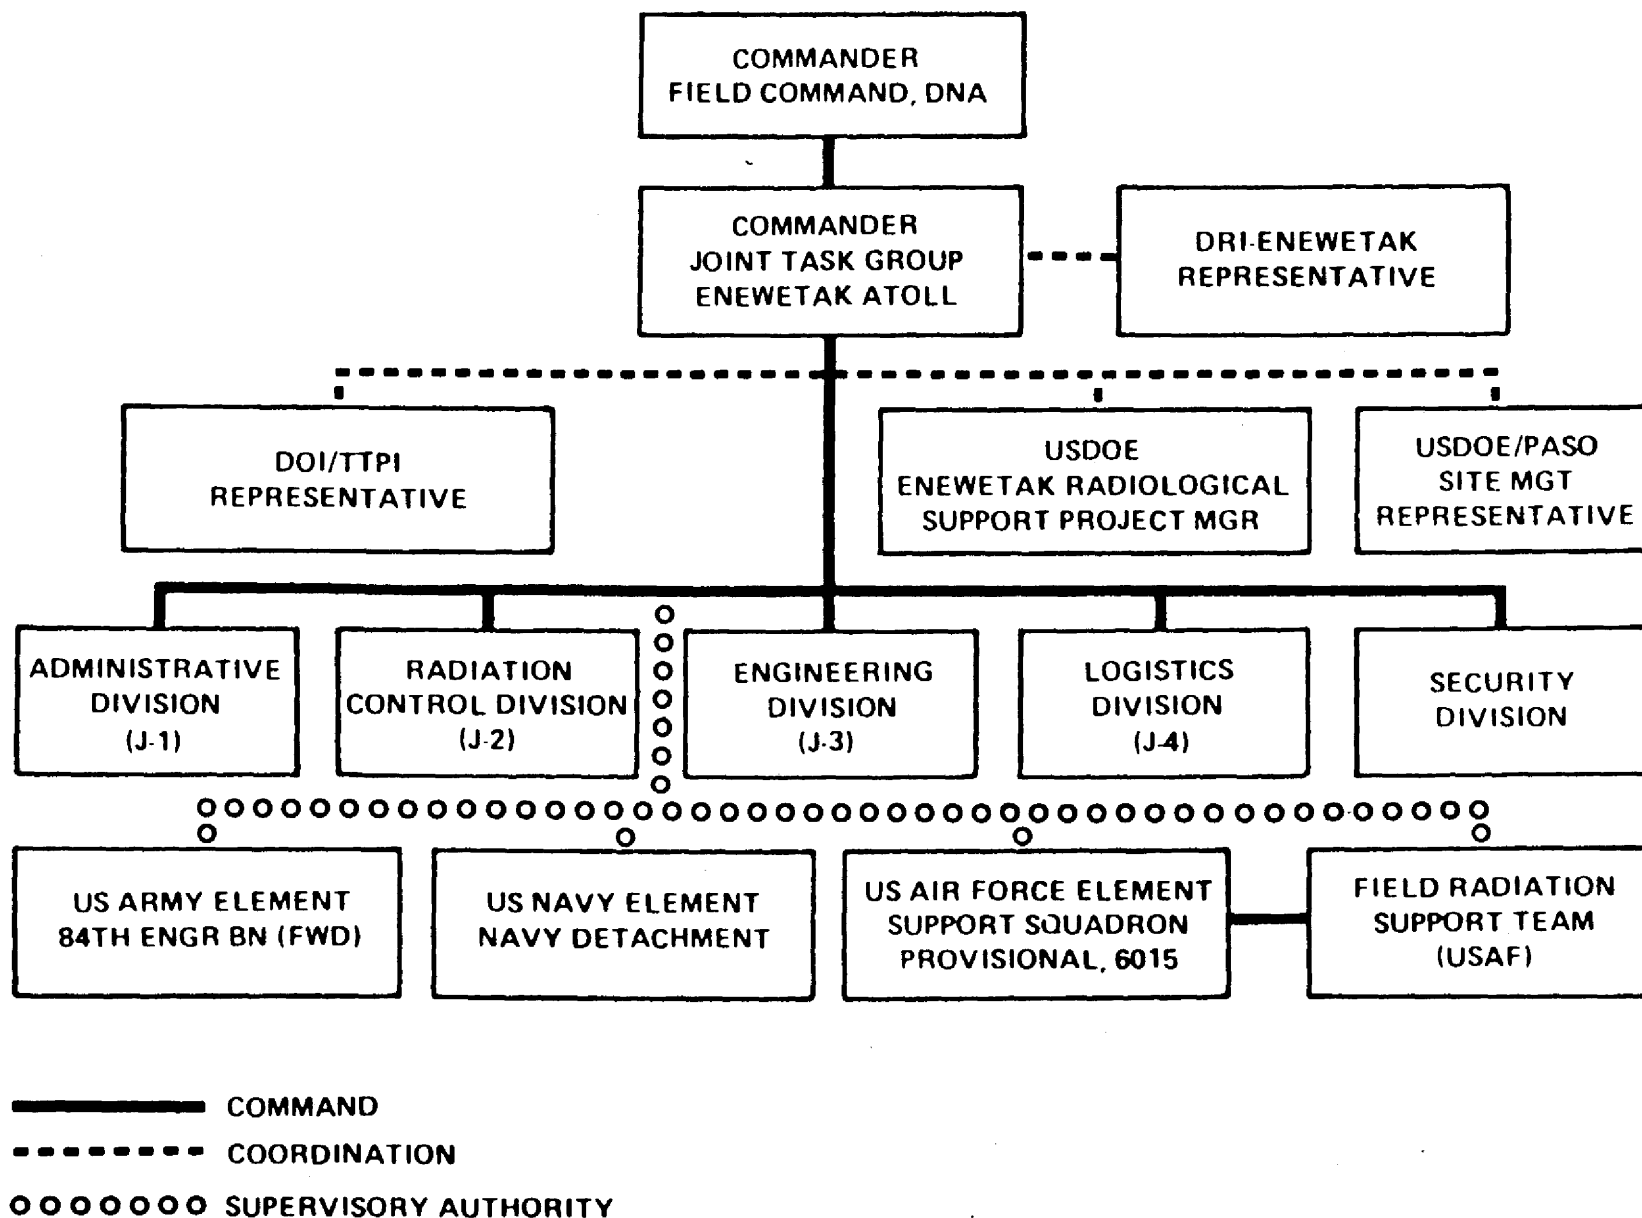 COMMANDER
FIELD COMMAND, DNA
COMMANDER
JOINT TASK GROUP
ENEWETAK ATOLL
DRI-ENEWETAK
REPRESENTATIVE
DOI/TTPI
REPRESENTATIVE
USDOE
ENEWETAK RADIOLOGICAL
SUPPORT PROJECT MGR
USDOE/PASO
SITE MGT
REPRESENTATIVE
ADMINISTRATIVE
DIVISION
(J-1)
RADIATION
CONTROL DIVISION
(J-2)
ENGINEERING
DIVISION
(J-3)
LOGISTICS
DIVISION
(J-4)
SECURITY
DIVISION
US ARMY ELEMENT
84TH ENGR BN (FWD)
US NAVY ELEMENT
NAVY DETACHMENT
US AIR FORCE ELEMENT
SUPPORT SQUADRON
PROVISIONAL, 6015
FIELD RADIATION
SUPPORT TEAM
(USAF)
COMMAND
COORDINATION
SUPERVISORY AUTHORITY